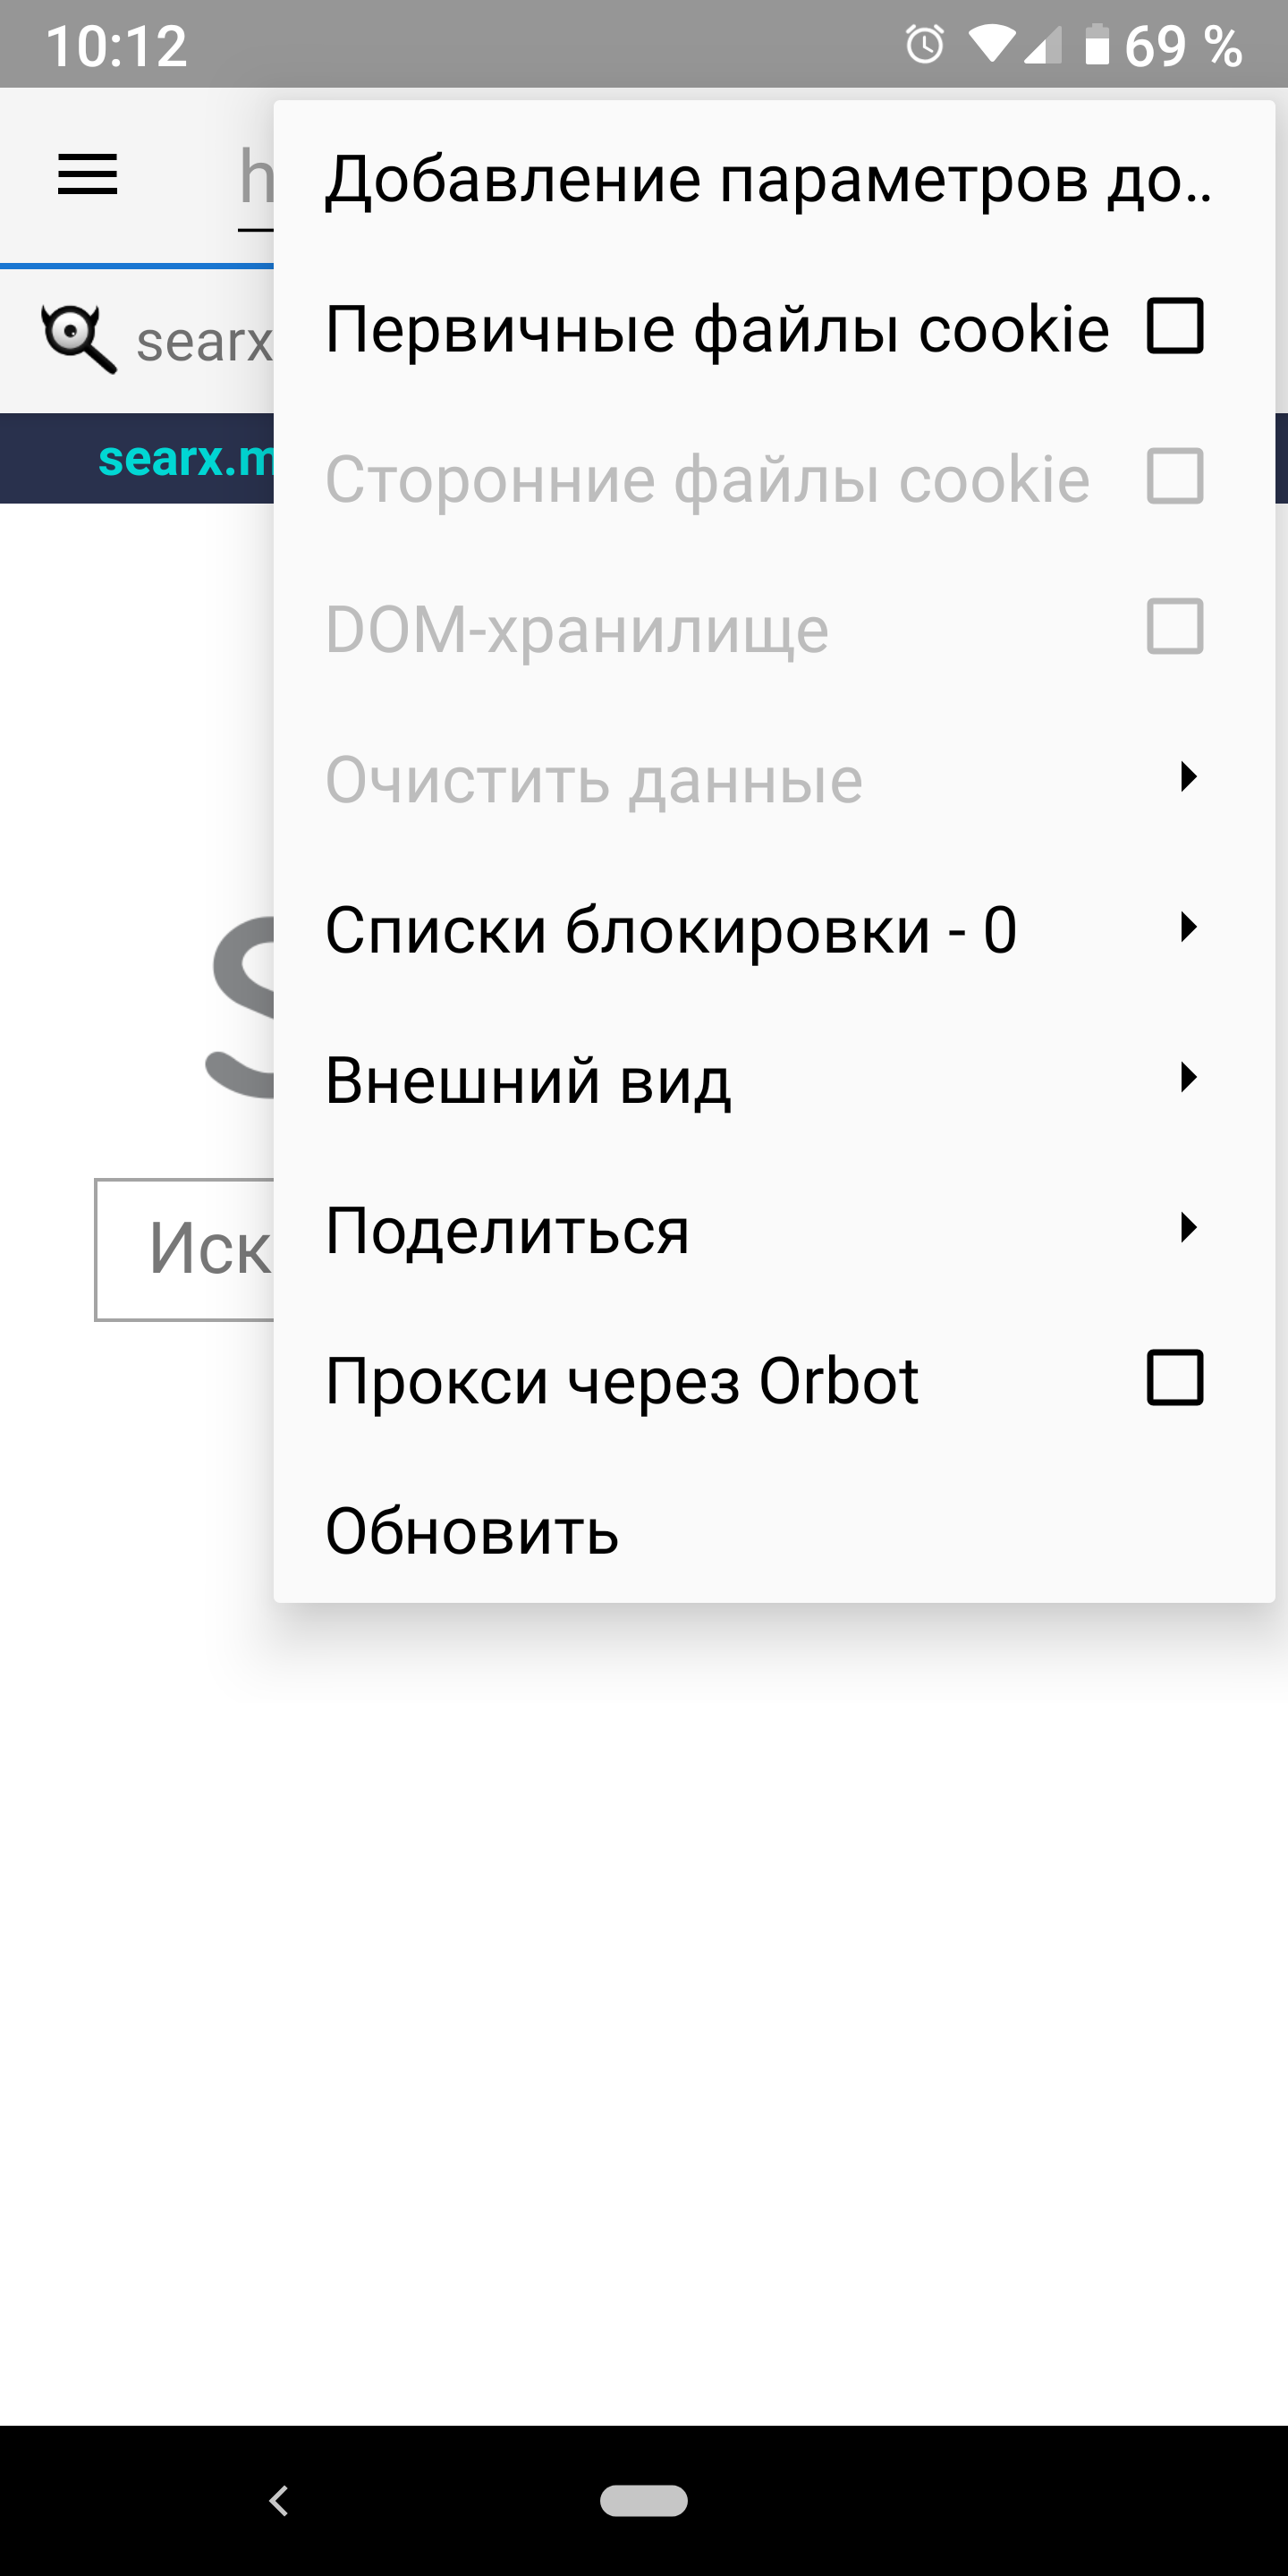 10:12
69 %
h
Добавление параметров до..
Первичные файлы cookie
searx
Сторонние файлы cookie
searx.m
DOM-хранилище
Очистить данные
Списки блокировки - 0
S
Внешний вид
Поделиться
Иск
Прокси через Orbot
Обновить